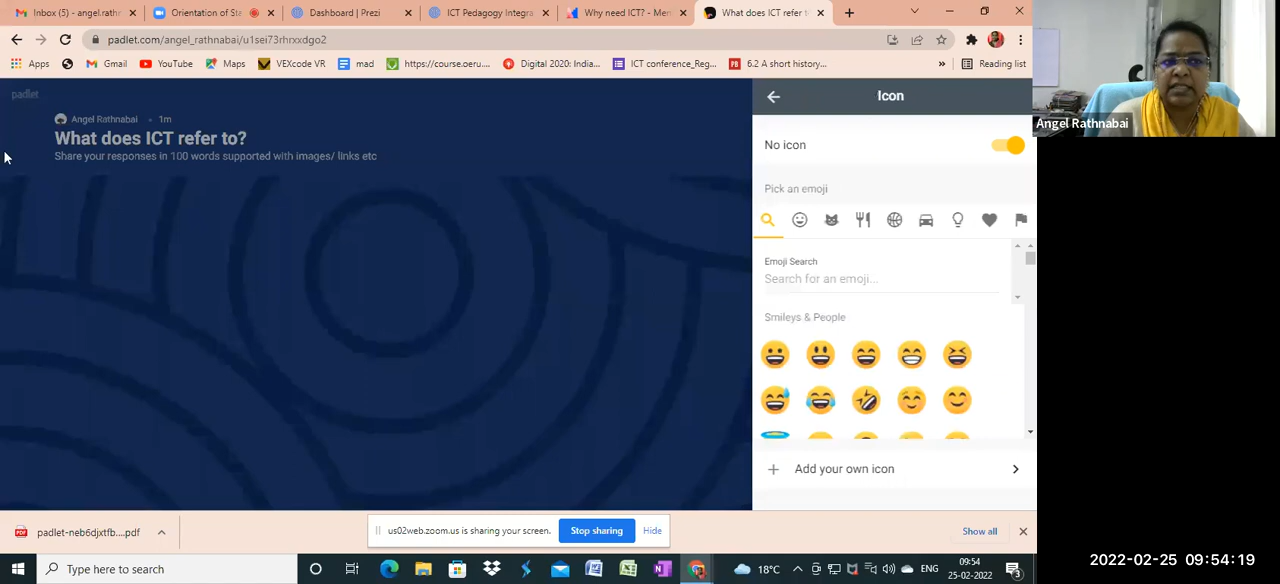 Inbox (5) - angel.rathn
Orientation of Sta
Dashboard | Prezi
ICT Pedagogy Integra
Why need ICT? - Men
What does ICT refer to
padlet.com/angel_rathnabai/u1sei73rhrxxdgo2
Apps
Gmail
YouTube
Maps
VEXcode VR
mad
https://course.oeru....
Digital 2020: India...
ICT conference_Reg...
6.2 A short history...
»
Reading list
padlet
Angel Rathnabai • 1m
What does ICT refer to?
Share your responses in 100 words supported with images/ links etc
Icon
No icon
Pick an emoji
Emoji Search
Search for an emoji...
Smileys & People
Add your own icon
Angel Rathnabai
padlet-neb6djxtfb....pdf
us02web.zoom.us is sharing your screen.
Stop sharing
Hide
Show all
Type here to search
18°C
ENG
09:54
25-02-2022
3
2022-02-25 09:54:19